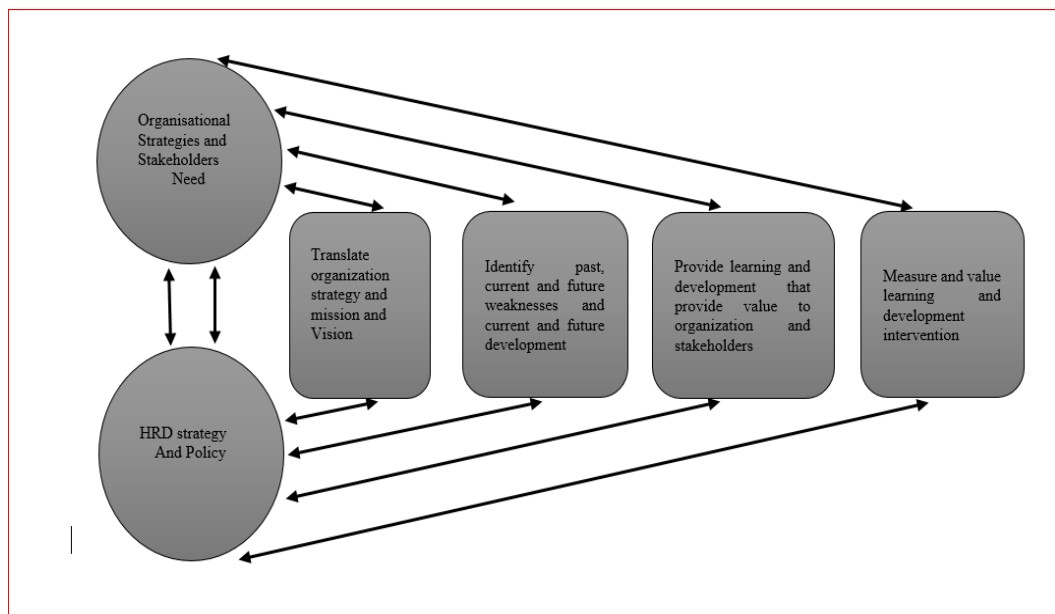 Organisational
Strategies and
Stakeholders
Need
Translate
organization
strategy and
mission and
Vision
Identify past,
current and future
weaknesses and
current and future
development
Provide learning and
development that
provide value to
organization and
stakeholders
Measure and value
learning and
development
intervention
HRD strategy
And Policy